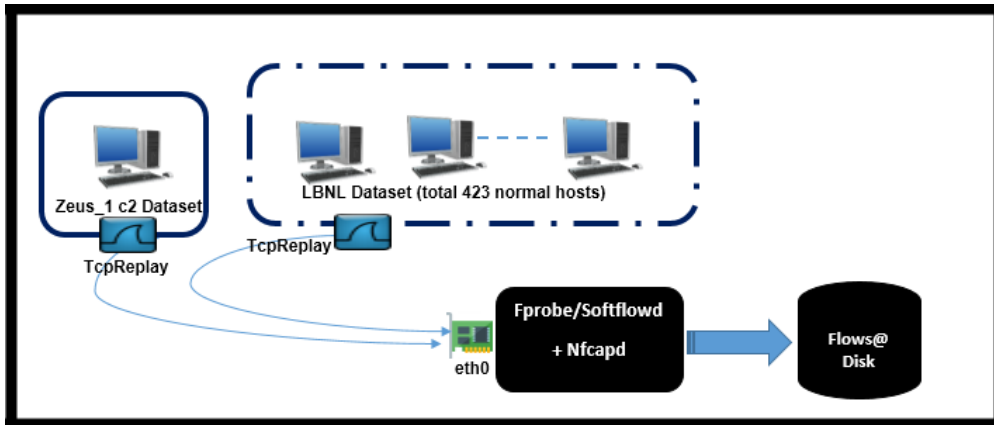 Zeus_1 c2 Dataset
TcpReplay
LBNL Dataset (total 423 normal hosts)
TcpReplay
eth0
Fprobe/Softflowd
+ Nfcapd
Flows@
Disk